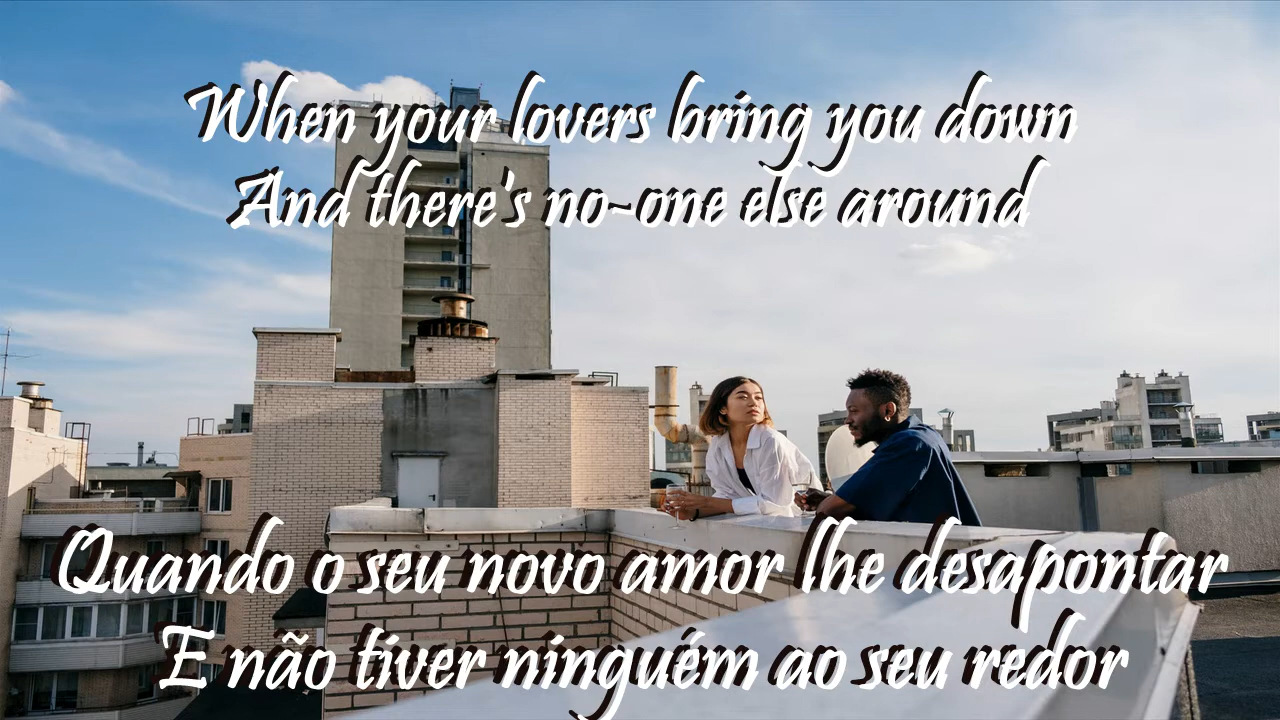 When your lovers bring you down
And there's no-one else around
Quando o seu novo amor lhe desapontar
E não tiver ninguém ao seu redor